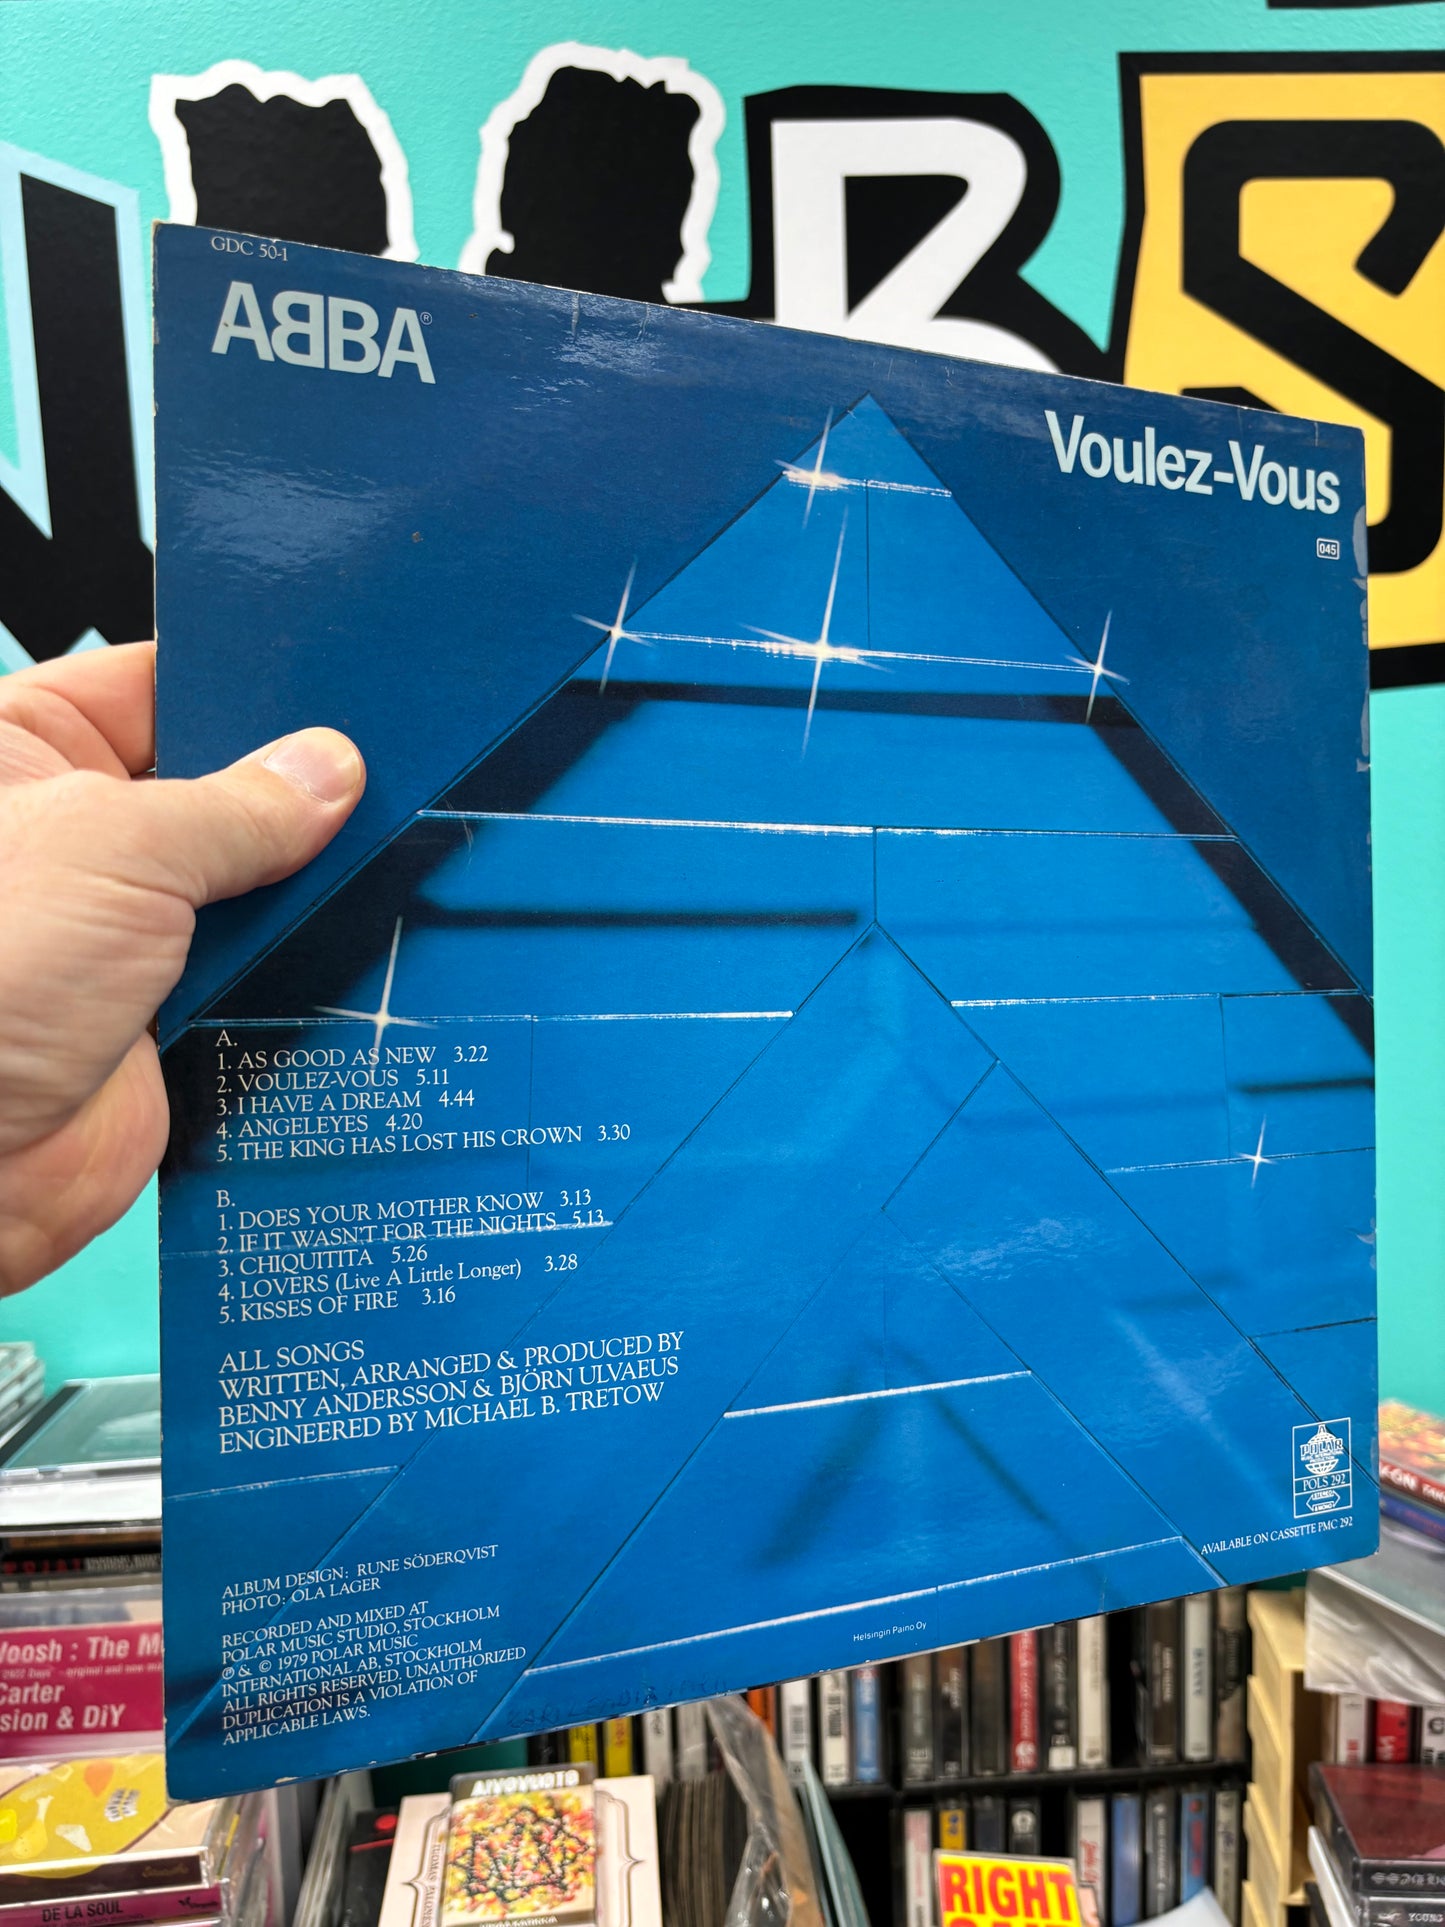 GDC 50-1
ABBA®
Voulez-Vous
045
A.
1. AS GOOD AS NEW 3.22
2. VOULEZ-VOUS 5.11
3. I HAVE A DREAM 4.44
4. ANGELEYES 4.20
5. THE KING HAS LOST HIS CROWN 3.30
B.
1. DOES YOUR MOTHER KNOW 3.13
2. IF IT WASN'T FOR THE NIGHTS 5.13
3. CHIQUITITA 5.26
4. LOVERS (Live A Little Longer) 3.28
5. KISSES OF FIRE 3.16
ALL SONGS
WRITTEN, ARRANGED & PRODUCED BY
BENNY ANDERSSON & BJÖRN ULVAEUS
ENGINEERED BY MICHAEL B. TRETOW
POLAR
POLS 292
STEREO
& MONO
AVAILABLE ON CASSETTE PMC 292
ALBUM DESIGN: RUNE SÖDERQVIST
PHOTO: OLA LAGER
RECORDED AND MIXED AT
POLAR MUSIC STUDIO, STOCKHOLM
℗ & © 1979 POLAR MUSIC
INTERNATIONAL AB, STOCKHOLM
ALL RIGHTS RESERVED. UNAUTHORIZED
DUPLICATION IS A VIOLATION OF
APPLICABLE LAWS.
Helsingin Paino Oy
BS
Carter
sion & DiY
DE LA SOUL
RIGHT